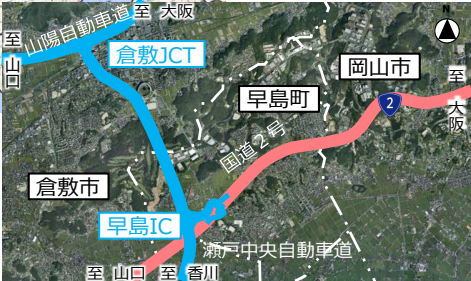 至 大阪
山陽自動車道
至 山口
倉敷JCT
N
岡山市
至 大阪
早島町
2
国道2号
倉敷市
早島IC
瀬戸中央自動車道
至 山口
至 香川